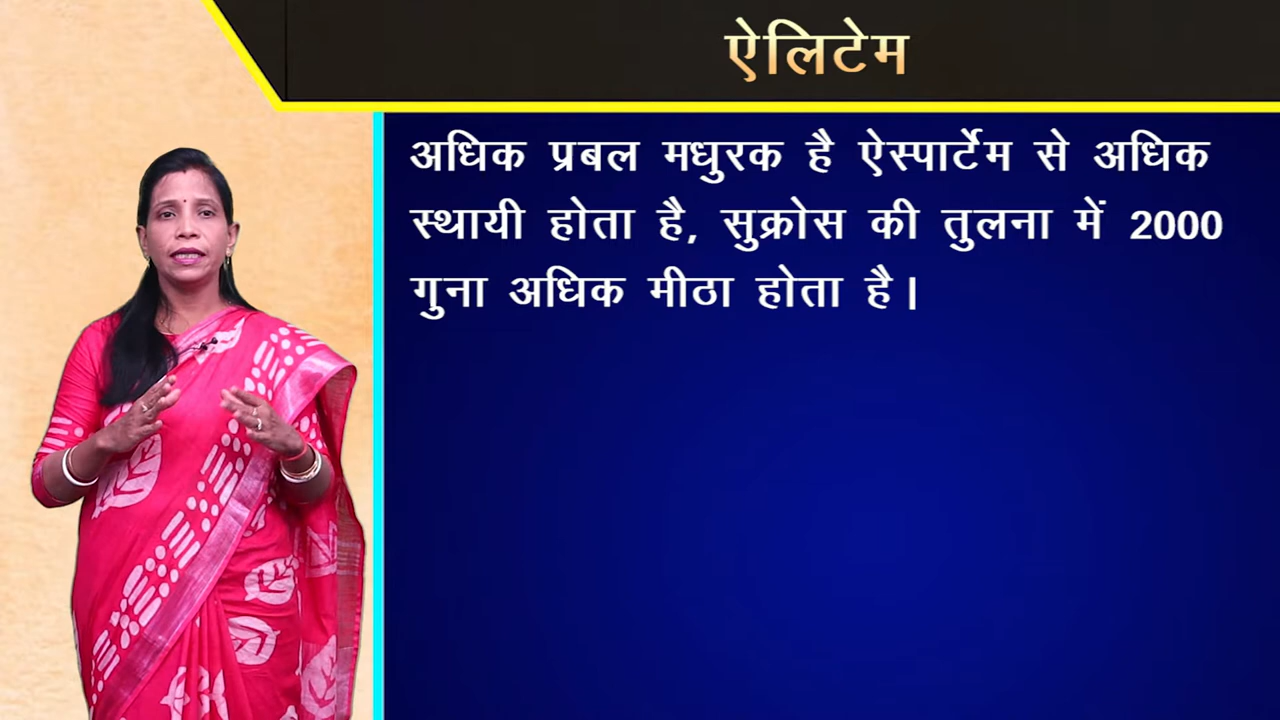 ऐलिटेम
अधिक प्रबल मधुरक है ऐस्पार्टेम से अधिक
स्थायी होता है, सुक्रोस की तुलना में 2000
गुना अधिक मीठा होता है।